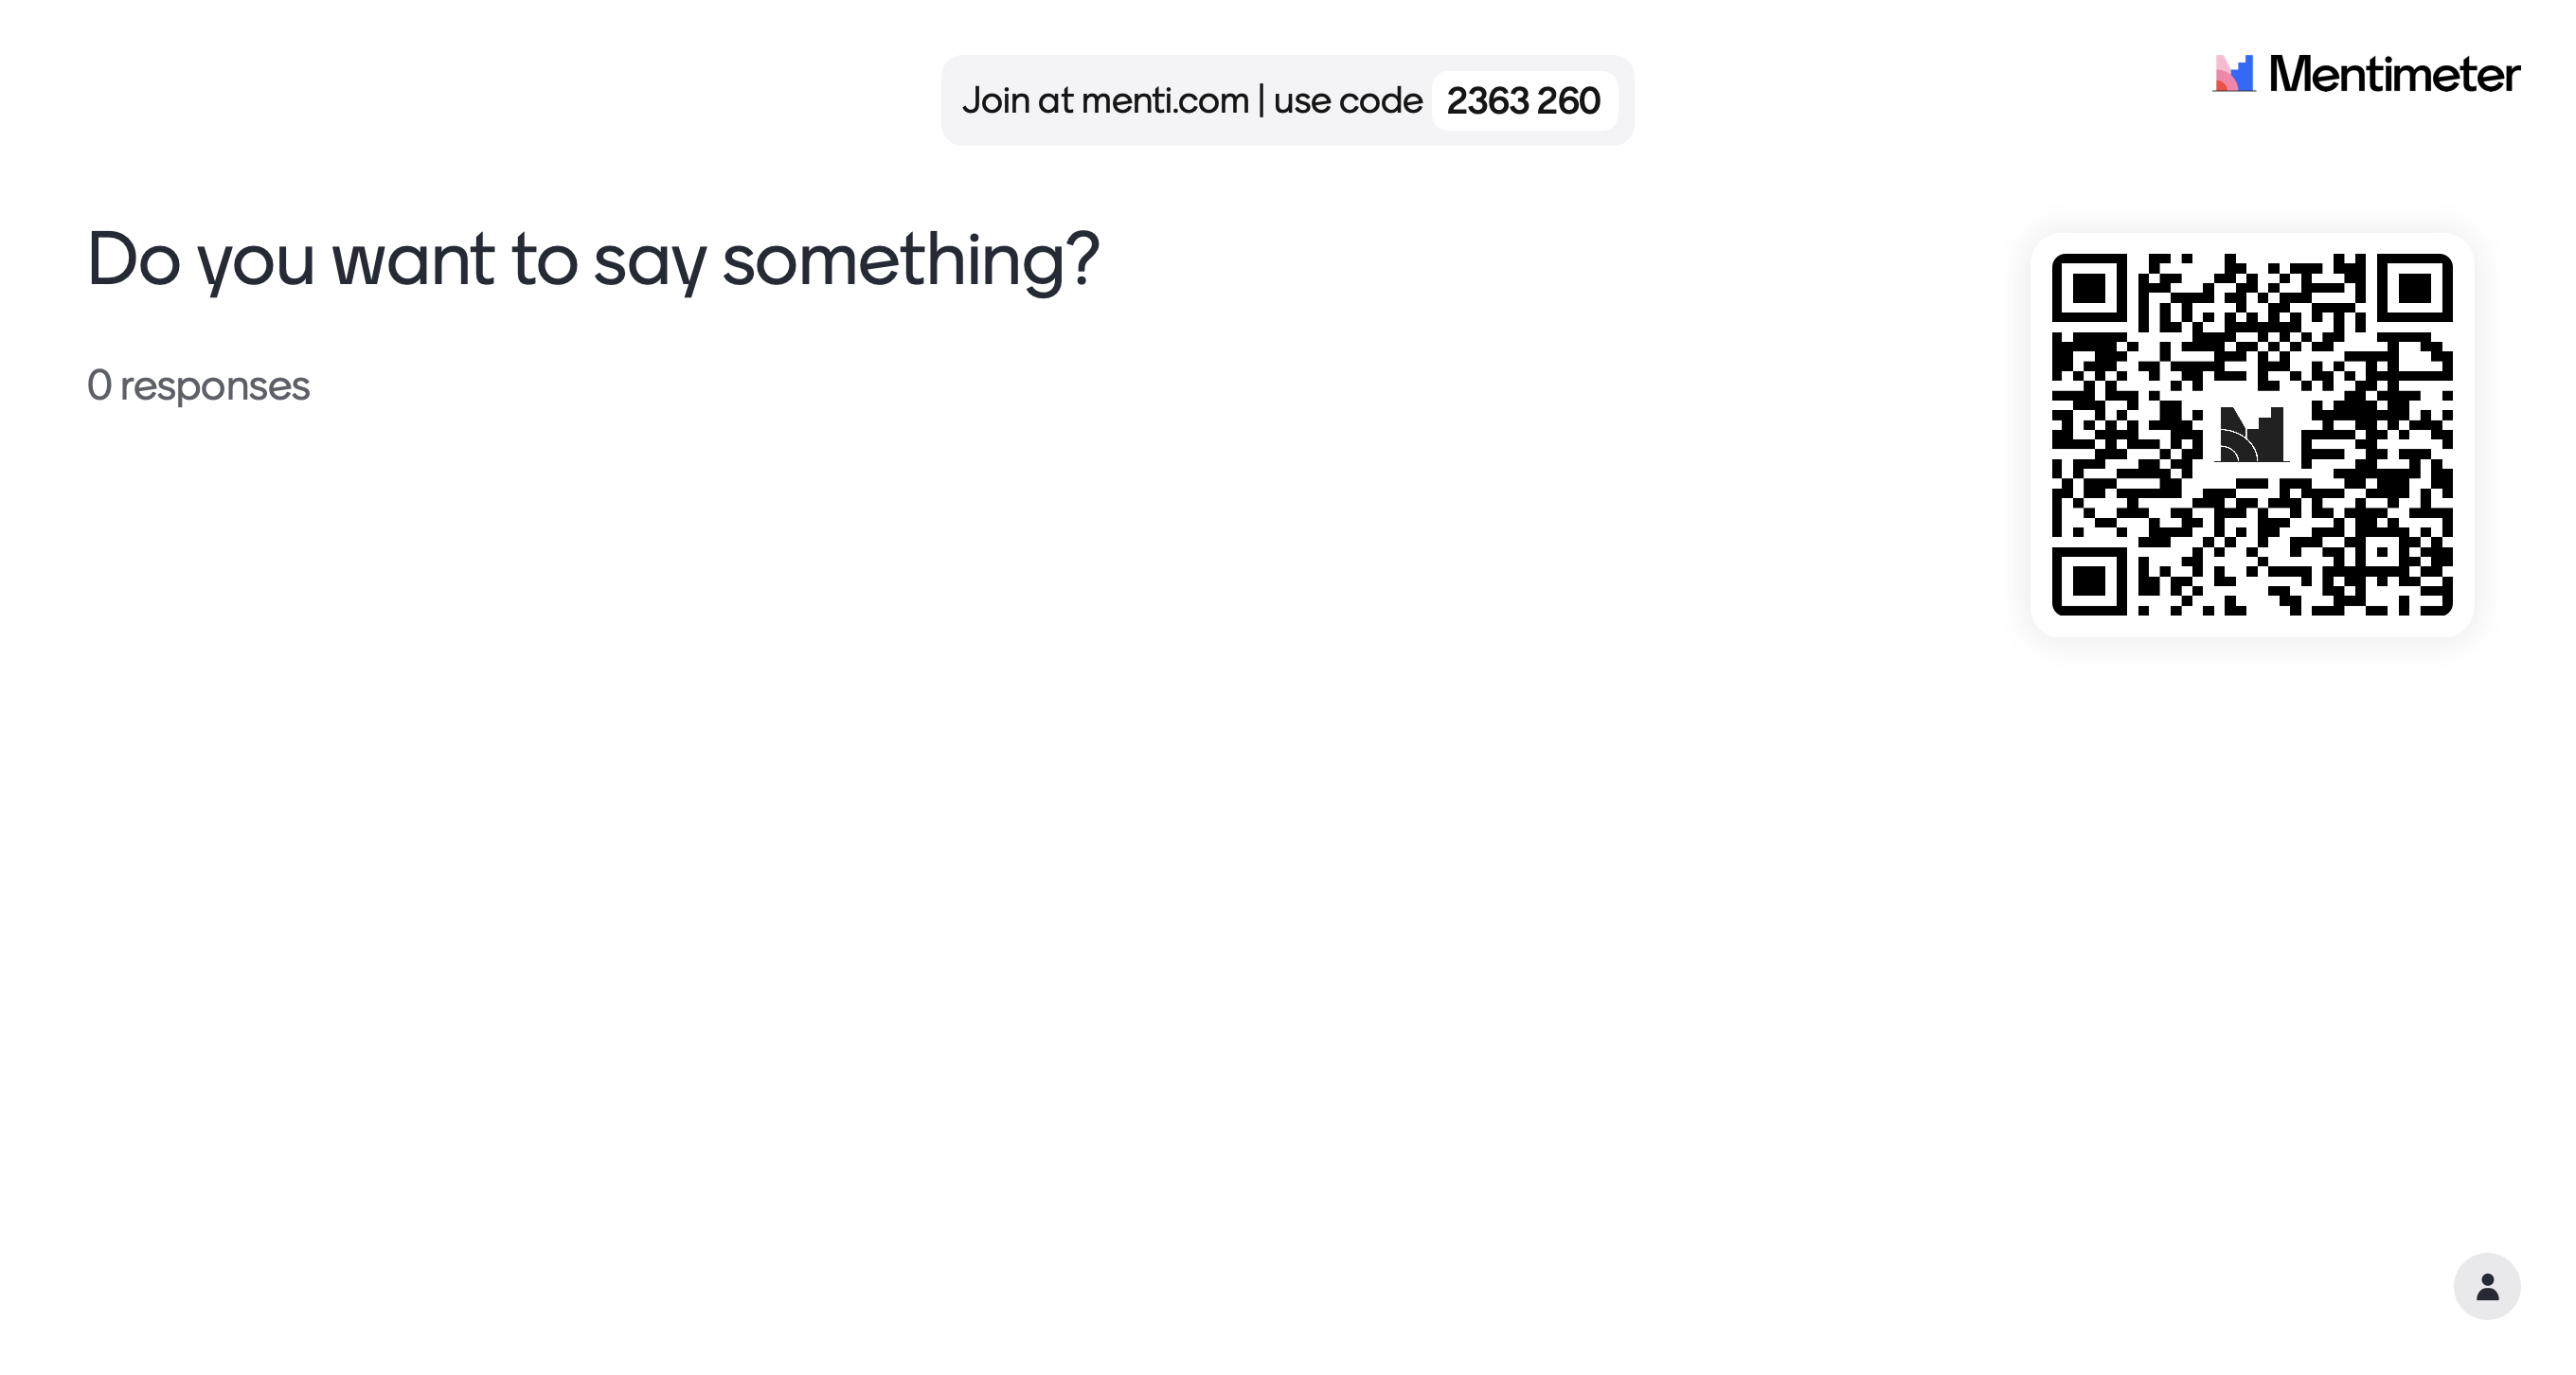 Join at menti.com | use code 2363 260
Mentimeter
Do you want to say something?
0 responses